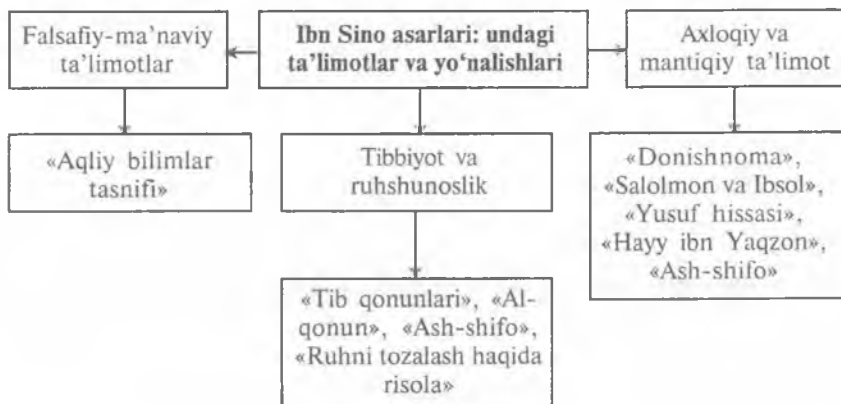 Falsafiy-ma’naviy
ta’limotlar
Ibn Sino asarlari: undagi
ta’limotlar va yo‘nalishlari
Axloqiy va
mantiqiy ta’limot
«Aqliy bilimlar
tasnifi»
Tibbiyot va
ruhshunoslik
«Donishnoma»,
«Salolmon va Ibsol»,
«Yusuf hissasi»,
«Hayy ibn Yaqzon»,
«Ash-shifo»
«Tib qonunlari», «Al-
qonun», «Ash-shifo»,
«Ruhni tozalash haqida
risola»